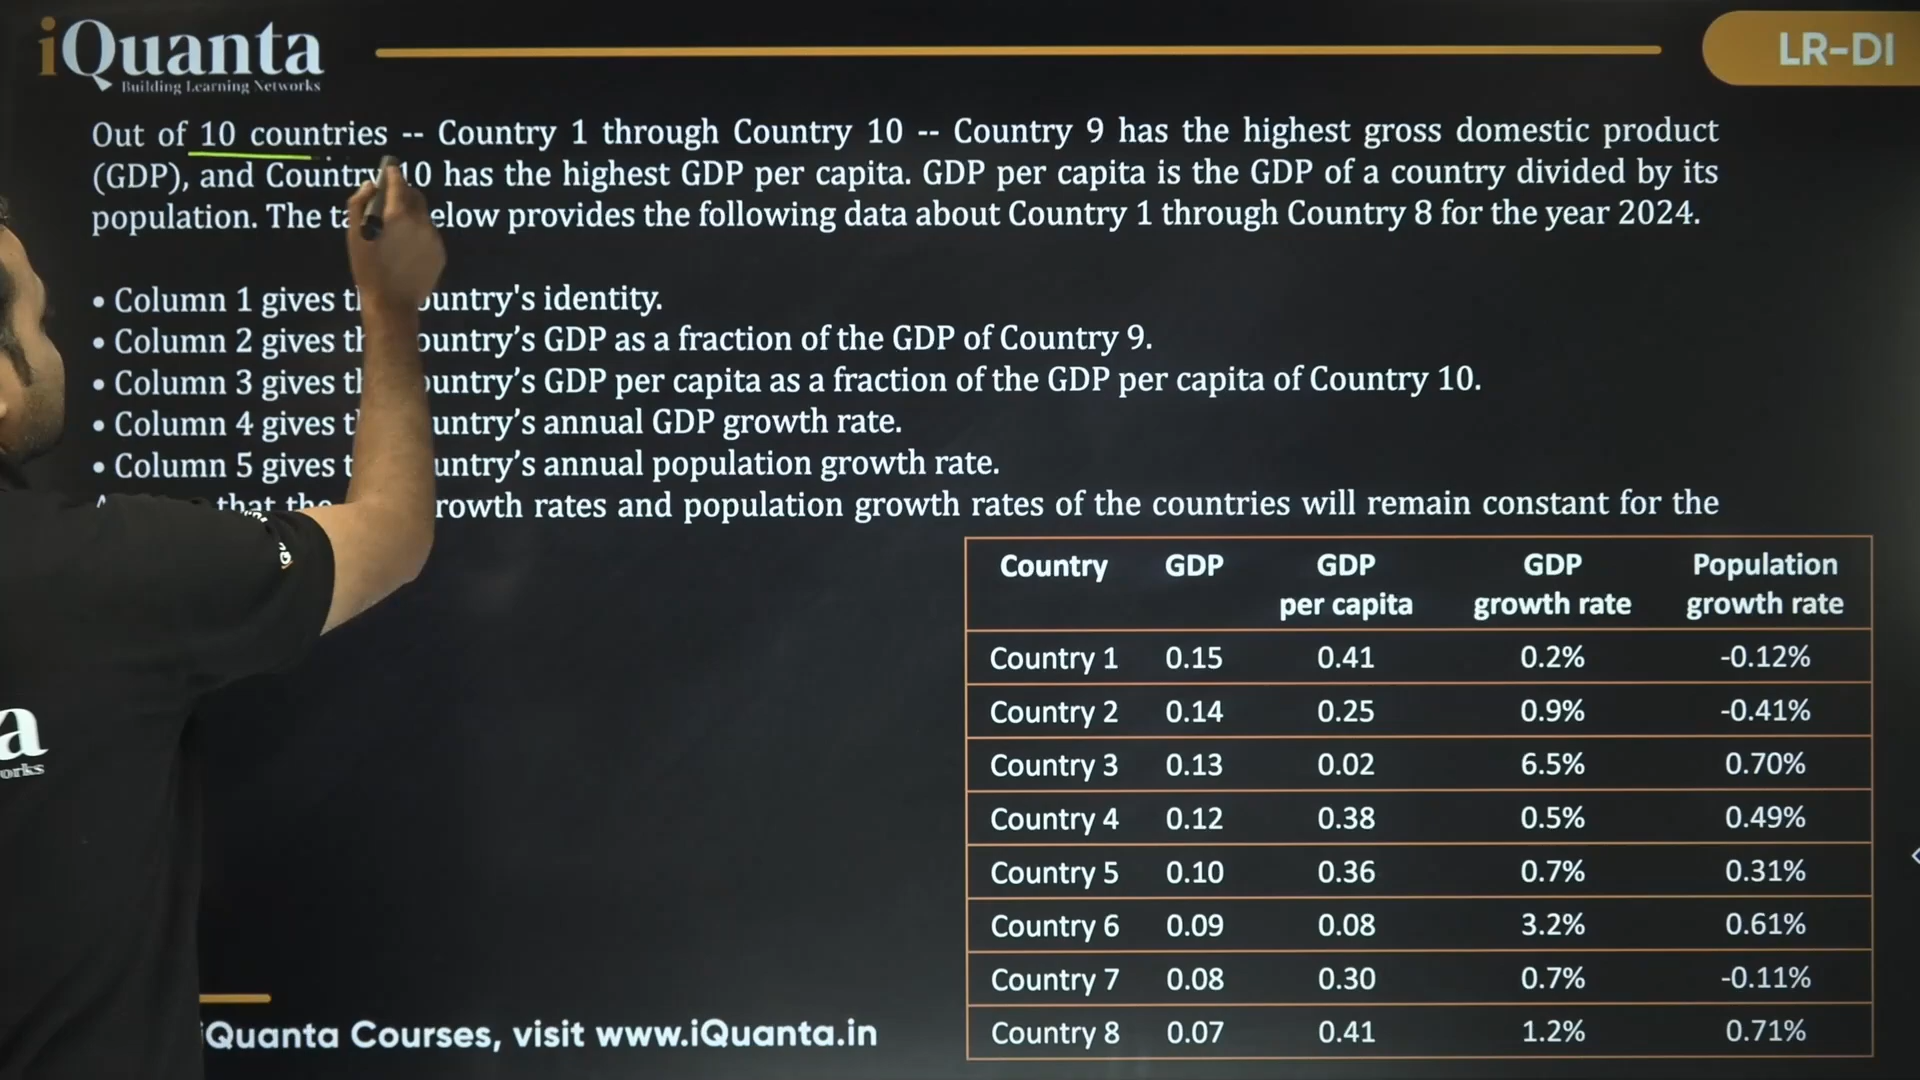 iQuanta
Building Learning Networks
LR-DI
Out of 10 countries -- Country 1 through Country 10 -- Country 9 has the highest gross domestic product
(GDP), and Country 10 has the highest GDP per capita. GDP per capita is the GDP of a country divided by its
population. The below provides the following data about Country 1 through Country 8 for the year 2024.
• Column 1 gives country's identity.
• Column 2 gives country’s GDP as a fraction of the GDP of Country 9.
• Column 3 gives country’s GDP per capita as a fraction of the GDP per capita of Country 10.
• Column 4 gives country’s annual GDP growth rate.
• Column 5 gives country’s annual population growth rate.
that the growth rates and population growth rates of the countries will remain constant for the
Country GDP GDP per capita GDP growth rate Population growth rate
Country 1 0.15 0.41 0.2% -0.12%
Country 2 0.14 0.25 0.9% -0.41%
Country 3 0.13 0.02 6.5% 0.70%
Country 4 0.12 0.38 0.5% 0.49%
Country 5 0.10 0.36 0.7% 0.31%
Country 6 0.09 0.08 3.2% 0.61%
Country 7 0.08 0.30 0.7% -0.11%
Country 8 0.07 0.41 1.2% 0.71%
iQuanta Courses, visit www.iQuanta.in